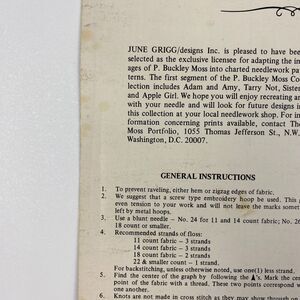 JUNE GRIGG/designs Inc. is pleased to have been
selected as the exclusive licensee for adapting the im-
ages of P. Buckley Moss into charted needlework pat-
terns. The first segment of the P. Buckley Moss Col-
lection includes Adam and Amy, Tarry Not, Sister
and Apple Girl. We hope you will enjoy recreating
with your needle and will look for future designs in
this collection at your local needlework shop. For in-
formation concerning prints available, contact The
Moss Portfolio, 1055 Thomas Jefferson St., N.W.
Washington, D.C. 20007.
GENERAL INSTRUCTIONS
1. To prevent raveling, either hem or zigzag edges of fabric.
2. We suggest that a screw type embroidery hoop be used. This
even tension to your work and will not leave the marks
left by metal hoops.
3. Use a blunt needle – No. 24 for 11 and 14 count fabric; No. 26
18 count or smaller.
4. Recommended strands of floss:
11 count fabric – 3 strands
14 count fabric – 2 strands
18 count fabric – 2 strands
22 & smaller count – 1 strand.
For backstitching, unless otherwise noted, use one(1) less strand.
5. Find the center of the graph by following the 's. Mark the
point of the fabric with a thread. These two points correspond
one another.
6. Knots are not made in cross stitch as they may show through